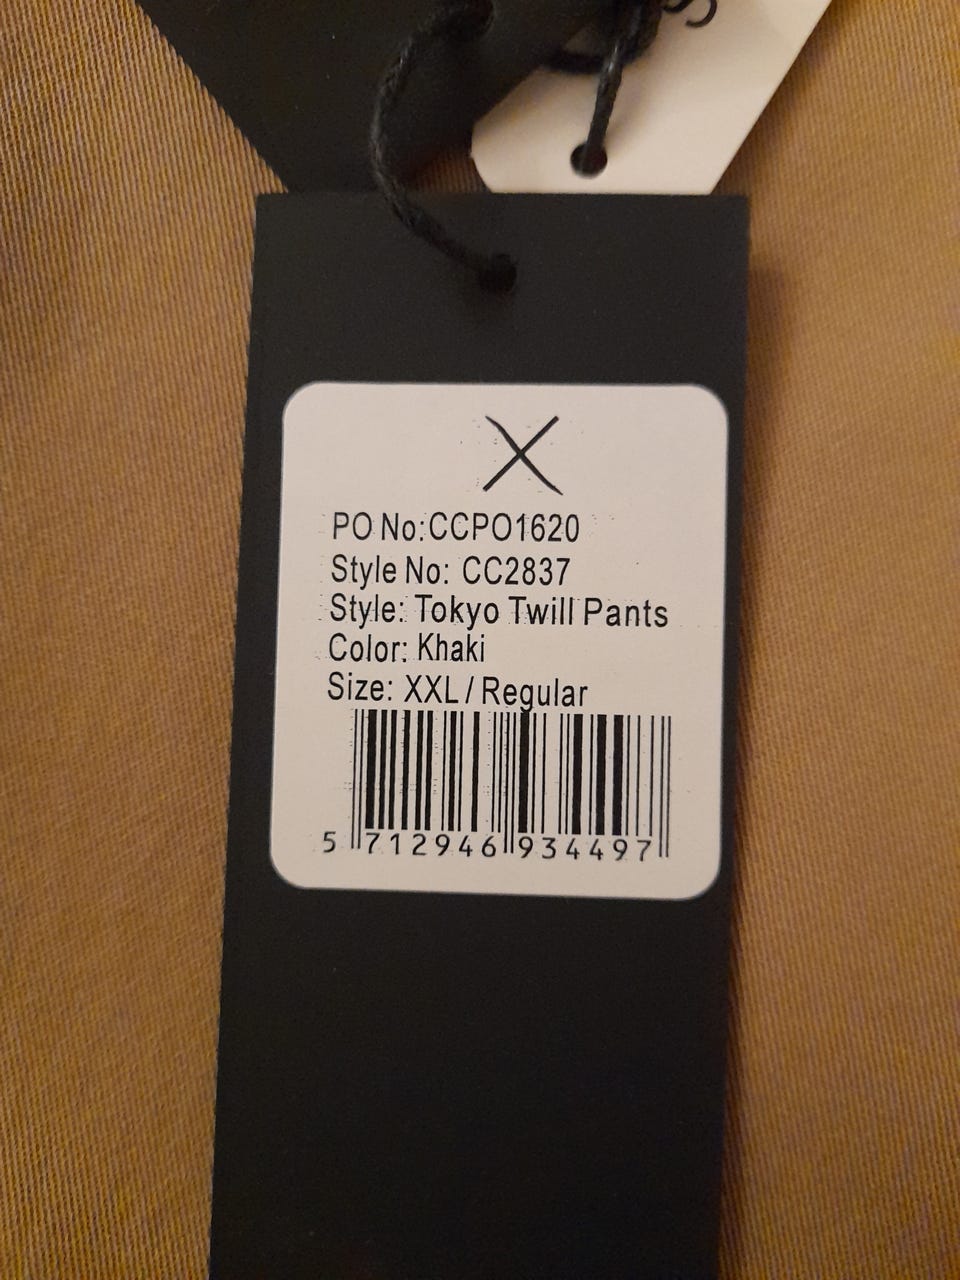 X
PO No:CCPO1620
Style No: CC2837
Style: Tokyo Twill Pants
Color: Khaki
Size: XXL / Regular
5 712946 934497